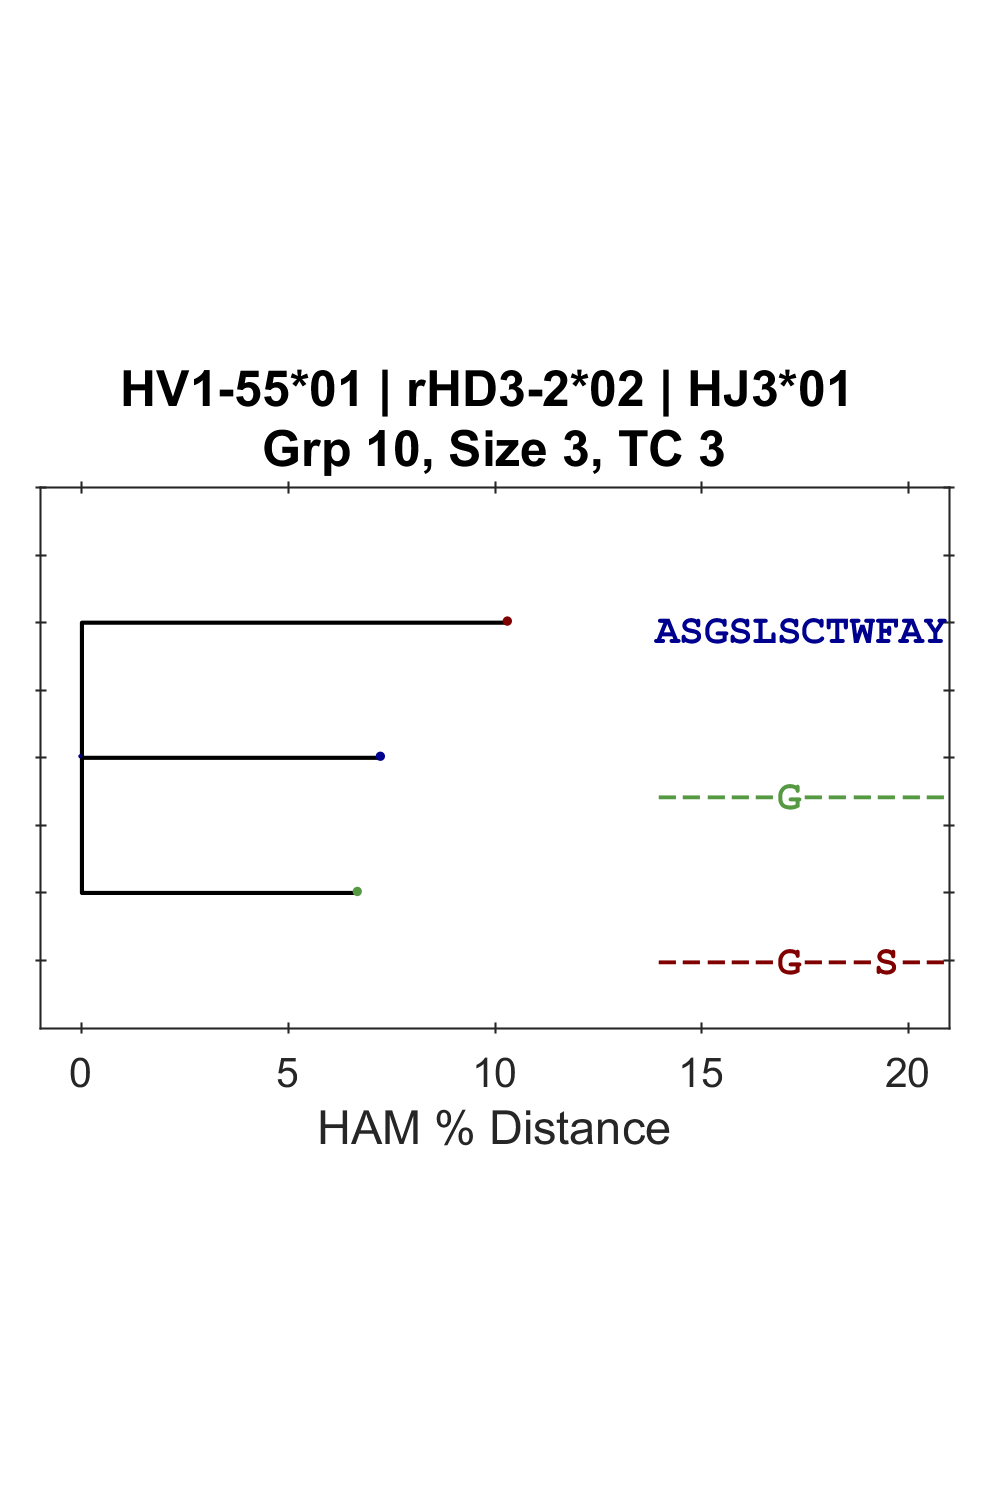 HV1-55*01 | rHD3-2*02 | HJ3*01
Grp 10, Size 3, TC 3
ASGSLSCTWFAY
-----G------
-----G---S--
0 5 10 15 20
HAM % Distance